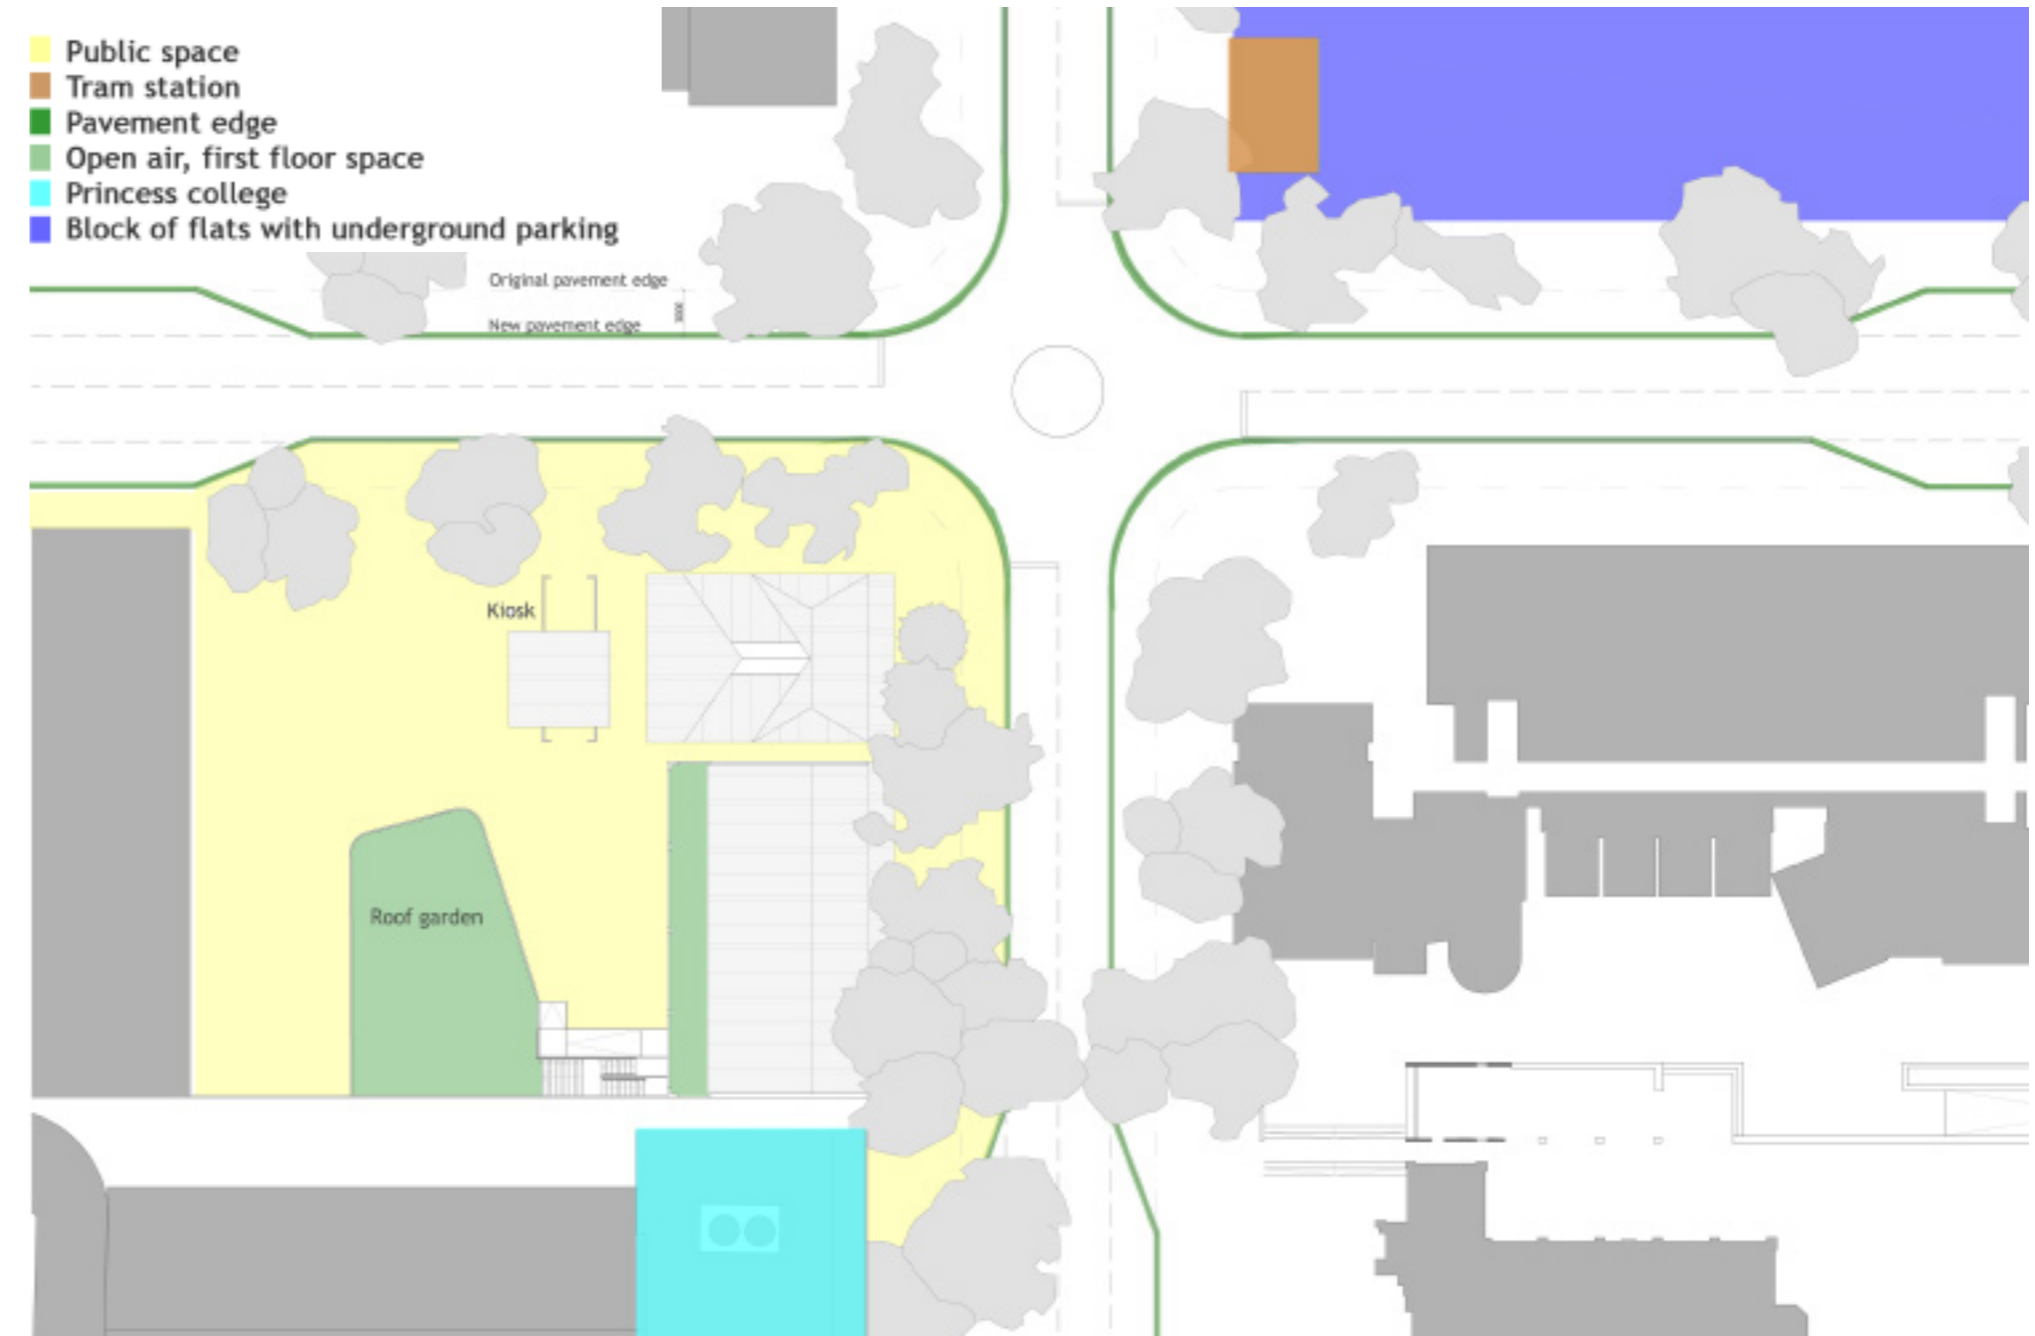 Public space
Tram station
Pavement edge
Open air, first floor space
Princess college
Block of flats with underground parking
Original pavement edge
New pavement edge
Kiosk
Roof garden